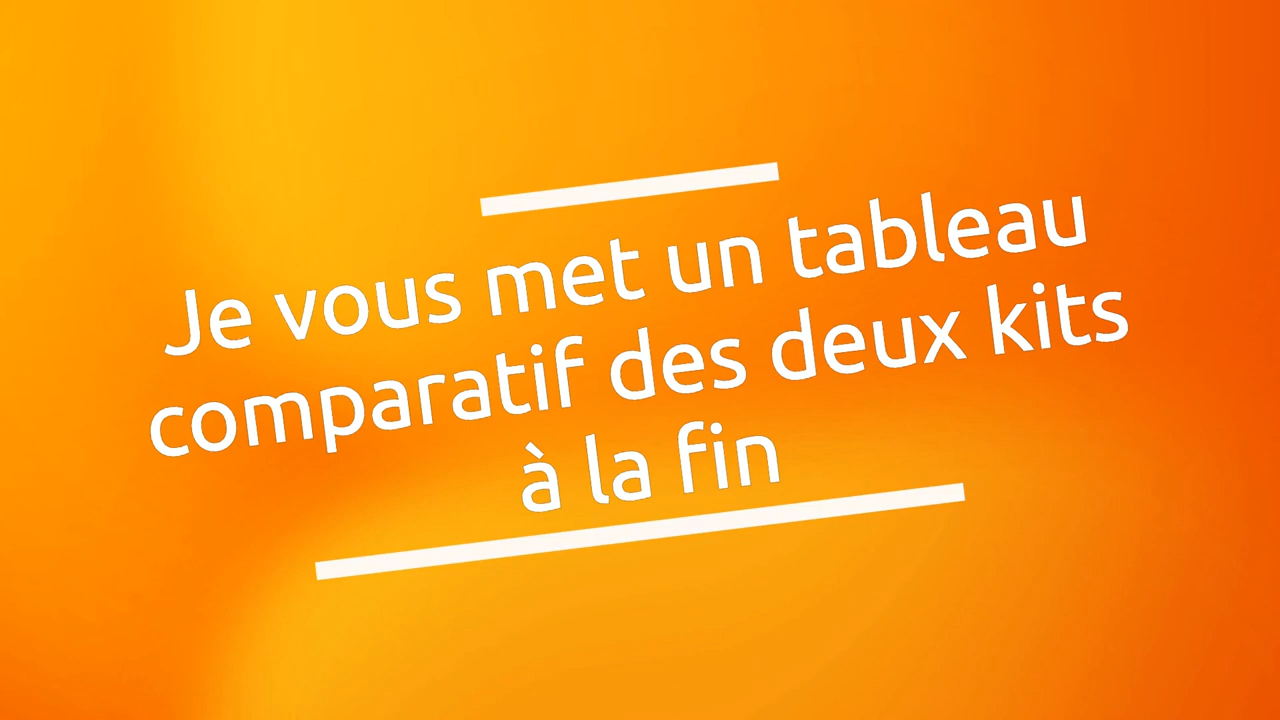 Je vous met un tableau
comparatif des deux kits
à la fin